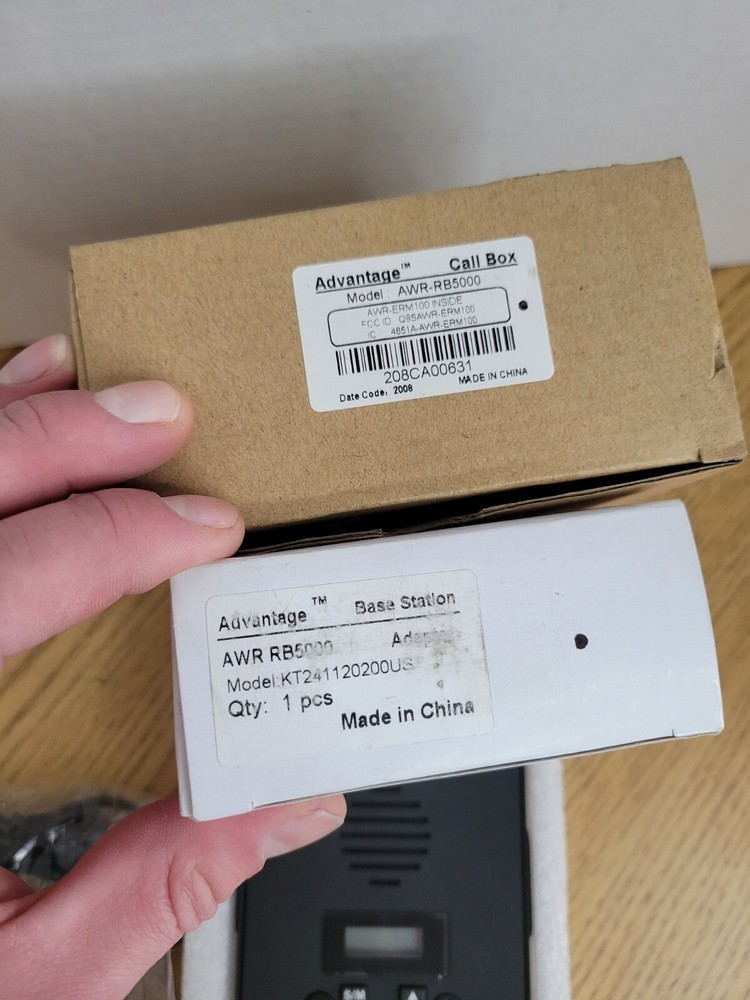 Advantage™ Call Box
Model : AWR-RB5000
AWR-ERM100 INSIDE
FCC ID Q9SAWR-ERM100
IC 4851A-AWR-ERM100
208CA00631
Date Code: 2008 MADE IN CHINA
Advantage™ Base Station
AWR RB5000
Model:KT241120200US
Qty: 1 pcs
Made in China
S/M